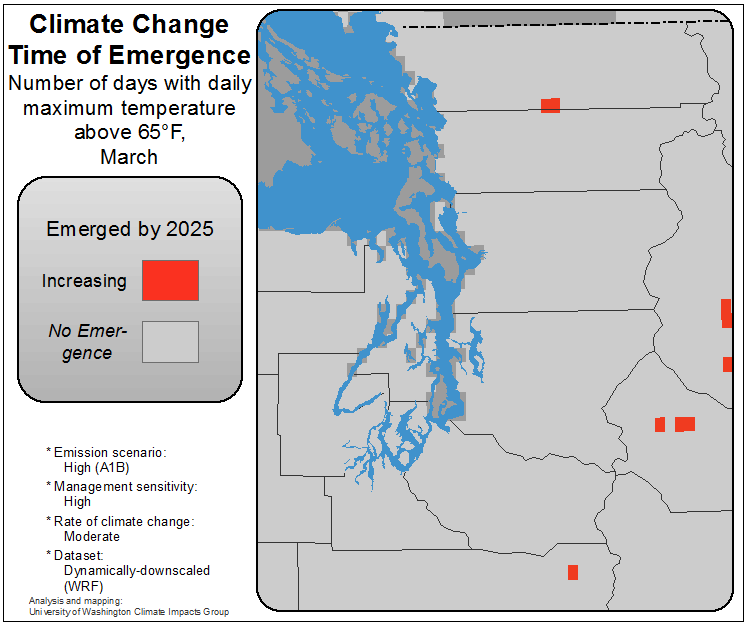 Climate Change
Time of Emergence
Number of days with daily
maximum temperature
above 65°F,
March
Emerged by 2025
Increasing
No Emer-
gence
* Emission scenario:
High (A1B)
* Management sensitivity:
High
* Rate of climate change:
Moderate
* Dataset:
Dynamically-downscaled
(WRF)
Analysis and mapping:
University of Washington Climate Impacts Group